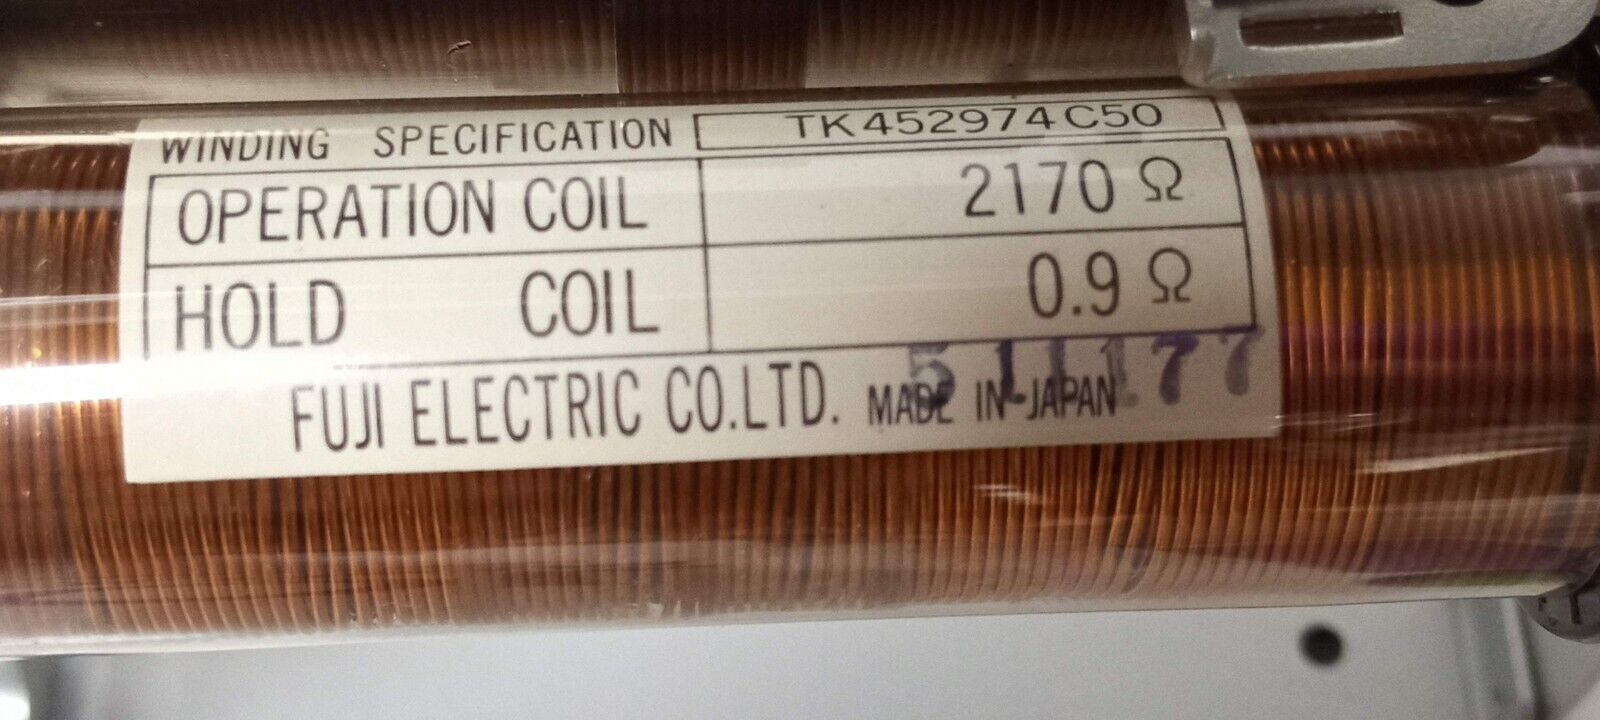 WINDING SPECIFICATION TK452974C50
OPERATION COIL 2170 Ω
HOLD COIL 0.9 Ω
FUJI ELECTRIC CO.LTD. MADE IN JAPAN
511177